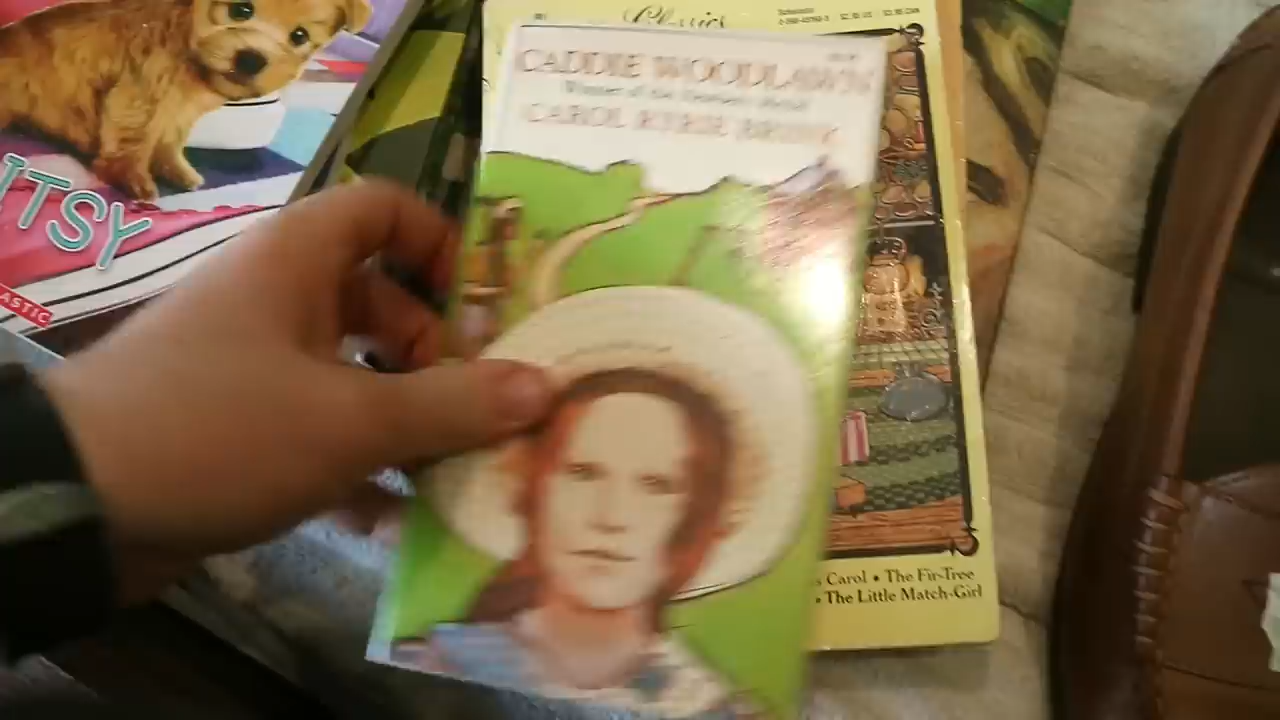 Classics
CADDIE WOODLAWN
Winner of the Newbery Medal
CAROL RYRIE BRINK
ITSY
ASTIC
s Carol • The Fir-Tree
• The Little Match-Girl